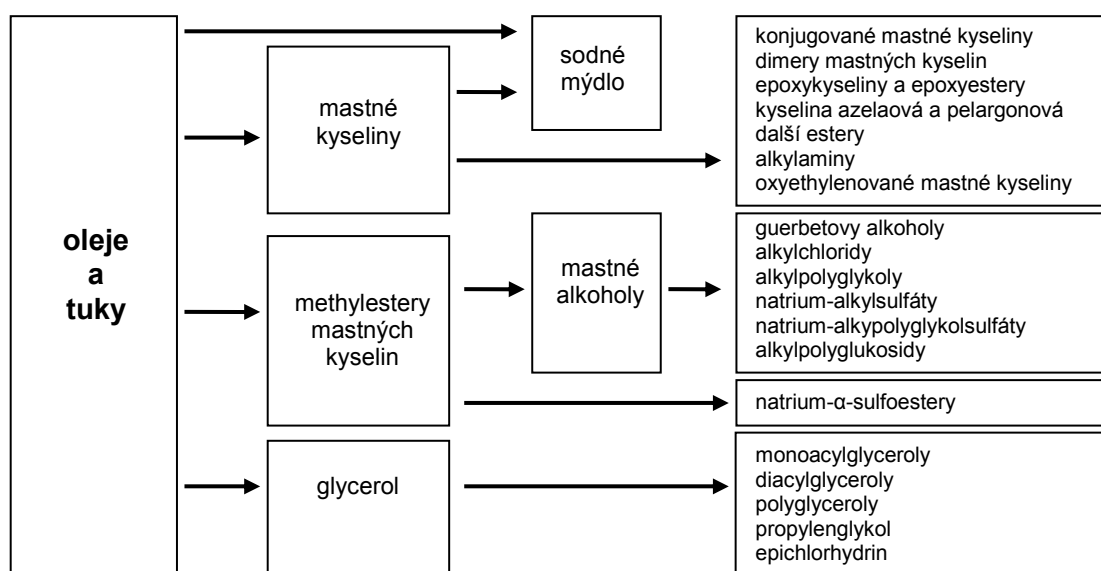 oleje
a
tuky
mastné
kyseliny
sodné
mýdlo
konjugované mastné kyseliny
dimery mastných kyselin
epoxykyseliny a epoxyestery
kyselina azelaová a pelargonová
další estery
alkylaminy
oxyethylenované mastné kyseliny
methylestery
mastných
kyselin
mastné
alkoholy
guerbetovy alkoholy
alkylchloridy
alkylpolyglykoly
natrium-alkylsulfáty
natrium-alkypolyglykolsulfáty
alkylpolyglukosidy
natrium-α-sulfoestery
glycerol
monoacylglyceroly
diacylglyceroly
polyglyceroly
propylenglykol
epichlorhydrin